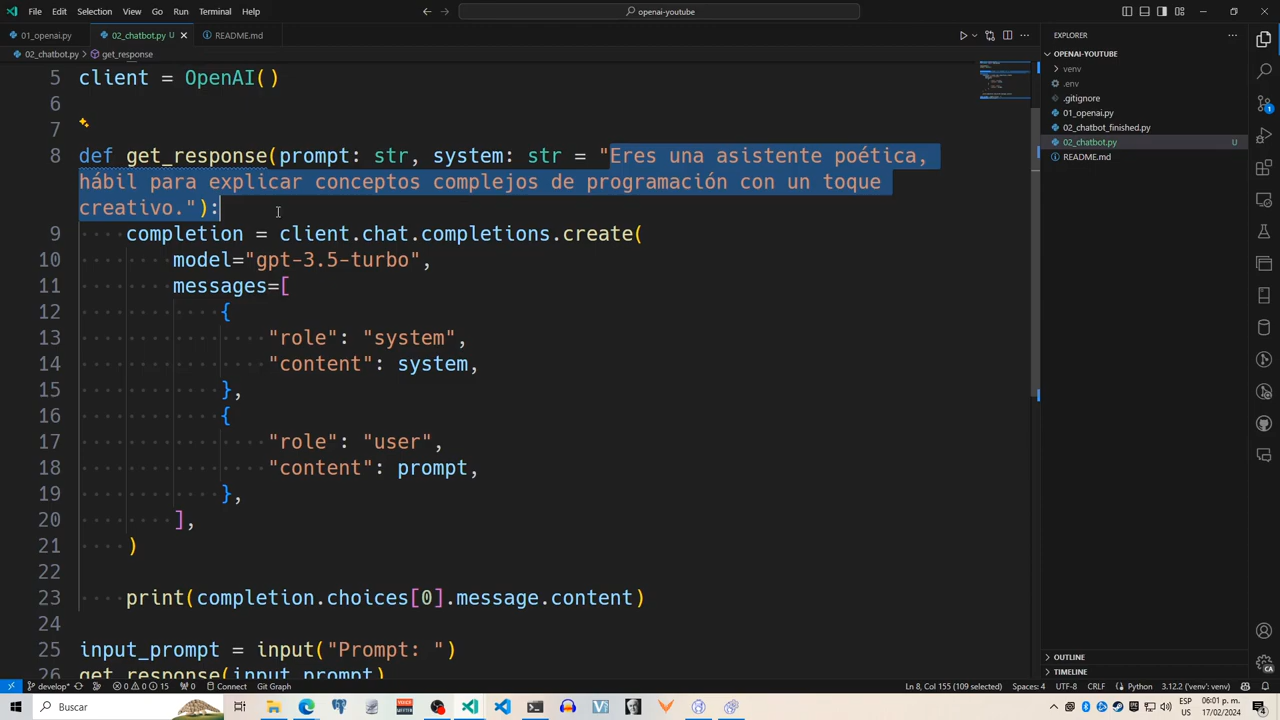 File Edit Selection View Go Run Terminal Help
openai-youtube
01_openai.py 02_chatbot.py U README.md
02_chatbot.py > get_response
5 client = OpenAI()
6
7
8 def get_response(prompt: str, system: str = "Eres una asistente poética,
hábil para explicar conceptos complejos de programación con un toque
creativo."):
9 completion = client.chat.completions.create(
10 model="gpt-3.5-turbo",
11 messages=[
12 {
13 "role": "system",
14 "content": system,
15 },
16 {
17 "role": "user",
18 "content": prompt,
19 },
20 ],
21 )
22
23 print(completion.choices[0].message.content)
24
25 input_prompt = input("Prompt: ")
26 get_response(input_prompt)
EXPLORER
OPENAI-YOUTUBE
venv
.env
.gitignore
01_openai.py
02_chatbot_finished.py
02_chatbot.py U
README.md
OUTLINE
TIMELINE
develop* 0 0 15 0 Connect Git Graph
Ln 8, Col 155 (109 selected) Spaces: 4 UTF-8 CRLF Python 3.12.2 ('venv': venv)
Buscar
ESP
US
06:01 p. m.
17/02/2024